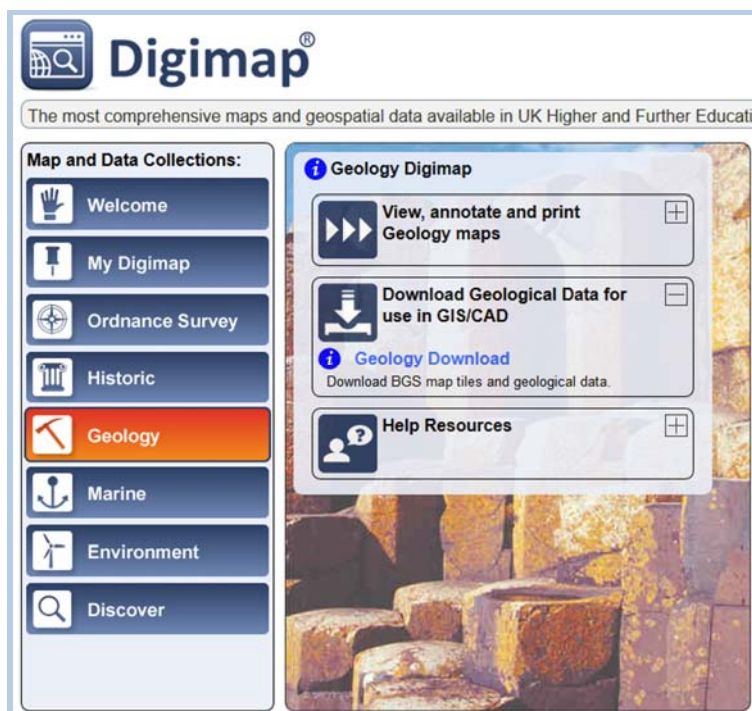 Digimap®
The most comprehensive maps and geospatial data available in UK Higher and Further Educati
Map and Data Collections:
Welcome
My Digimap
Ordnance Survey
Historic
Geology
Marine
Environment
Discover
i Geology Digimap
View, annotate and print
Geology maps
Download Geological Data for
use in GIS/CAD
i Geology Download
Download BGS map tiles and geological data.
Help Resources